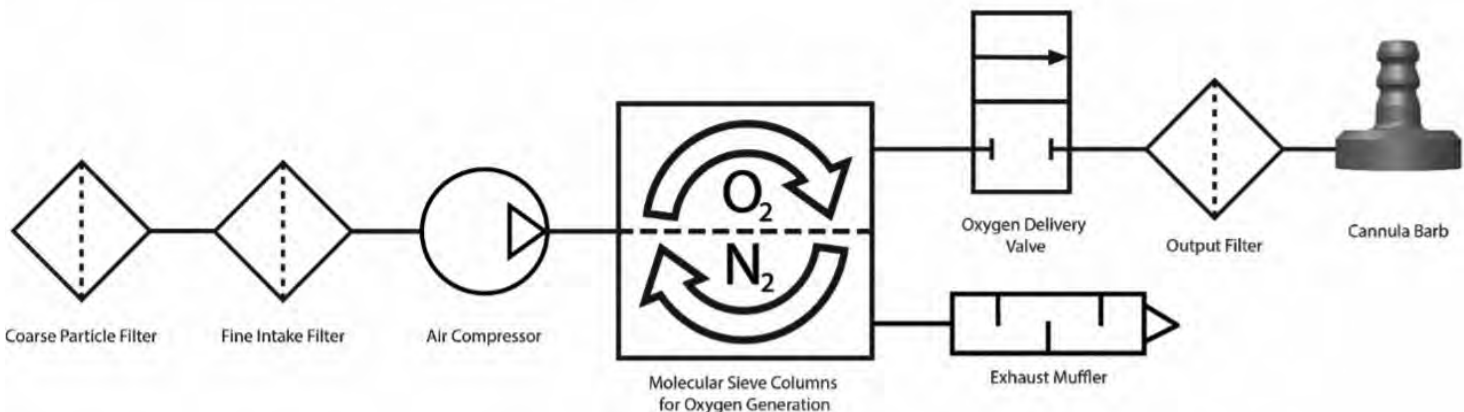 Coarse Particle Filter
Fine Intake Filter
Air Compressor
O2
N2
Molecular Sieve Columns
for Oxygen Generation
Oxygen Delivery
Valve
Output Filter
Cannula Barb
Exhaust Muffler